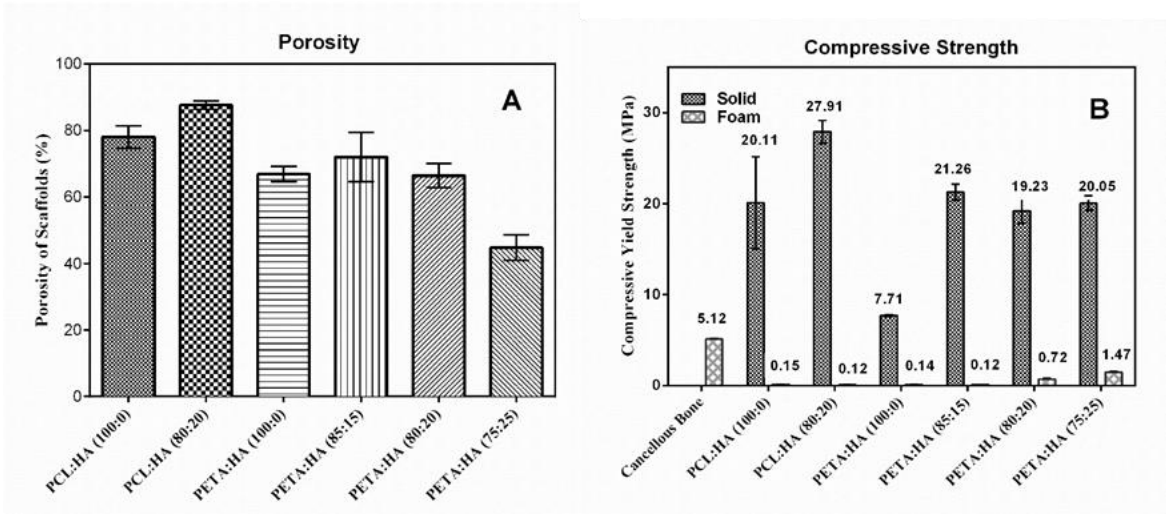 Porosity
A
Porosity of Scaffolds (%)
100
80
60
40
20
0
PCL:HA (100:0)
PCL:HA (80:20)
PETA:HA (100:0)
PETA:HA (85:15)
PETA:HA (80:20)
PETA:HA (75:25)
Compressive Strength
B
Solid
Foam
Compressive Yield Strength (MPa)
30
20
10
0
5.12
20.11
0.15
27.91
0.12
7.71
0.14
21.26
0.12
19.23
0.72
20.05
1.47
Cancellous Bone
PCL:HA (100:0)
PCL:HA (80:20)
PETA:HA (100:0)
PETA:HA (85:15)
PETA:HA (80:20)
PETA:HA (75:25)